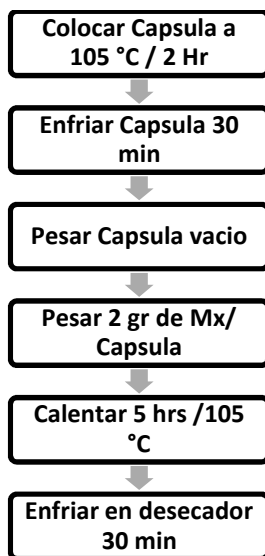 Colocar Capsula a
105 °C / 2 Hr
Enfriar Capsula 30
min
Pesar Capsula vacio
Pesar 2 gr de Mx/
Capsula
Calentar 5 hrs /105
°C
Enfriar en desecador
30 min